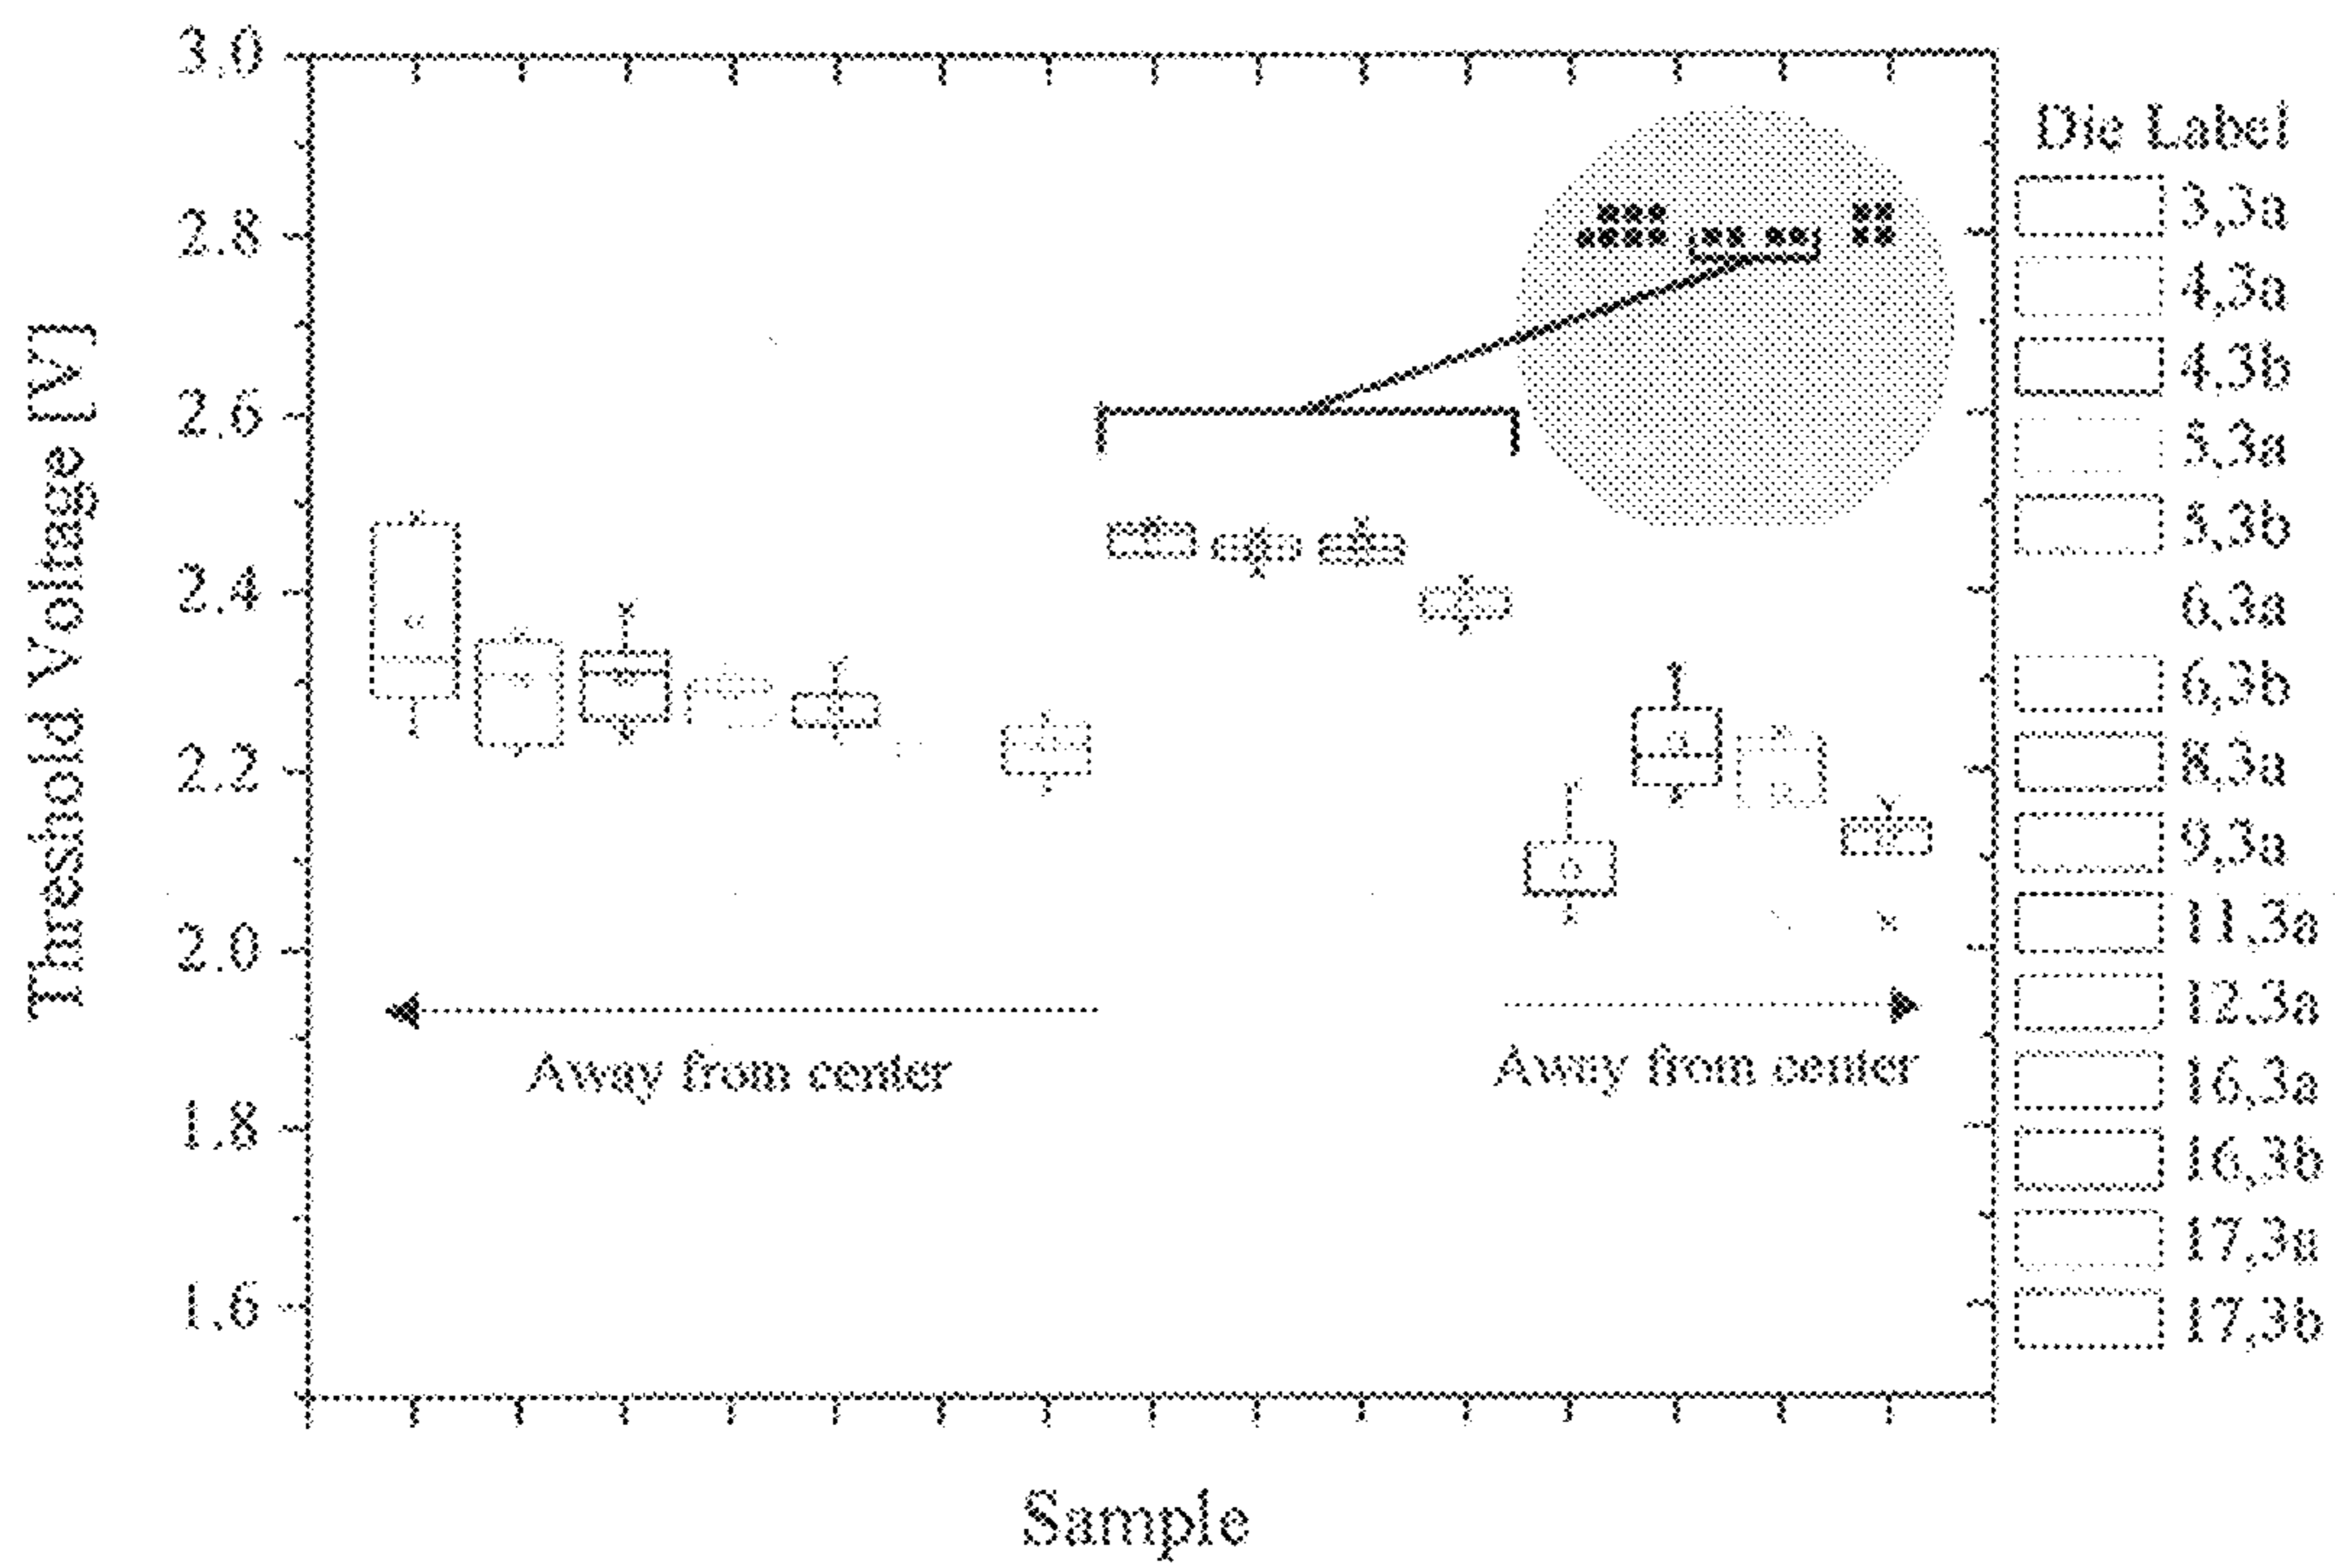 Threshold Voltage [V]
3.0
2.8
2.6
2.4
2.2
2.0
1.8
1.6
Away from center
Away from center
Sample
Die Label
3,3a
4,3a
4,3b
5,3a
5,3b
6,3a
6,3b
8,3a
9,3a
11,3a
12,3a
16,3a
16,3b
17,3a
17,3b